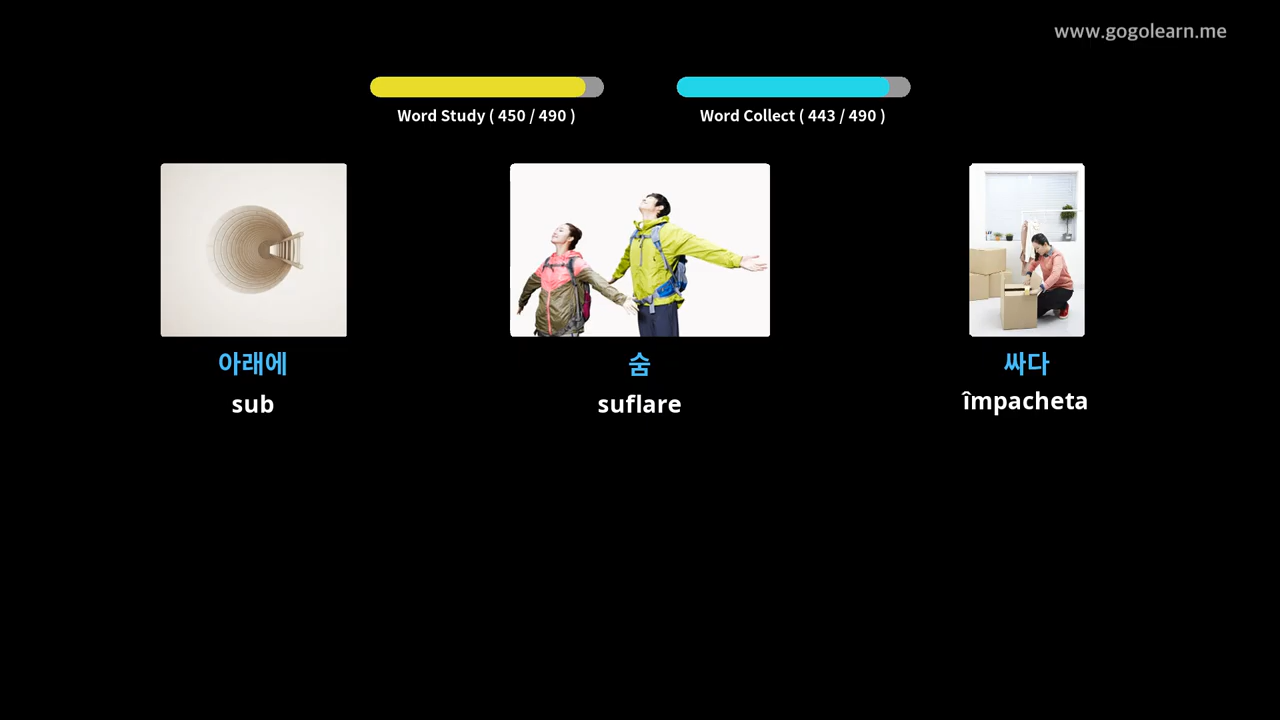 www.gogolearn.me
Word Study ( 450 / 490 )
Word Collect ( 443 / 490 )
아래에
숨
싸다
sub
suflare
împacheta